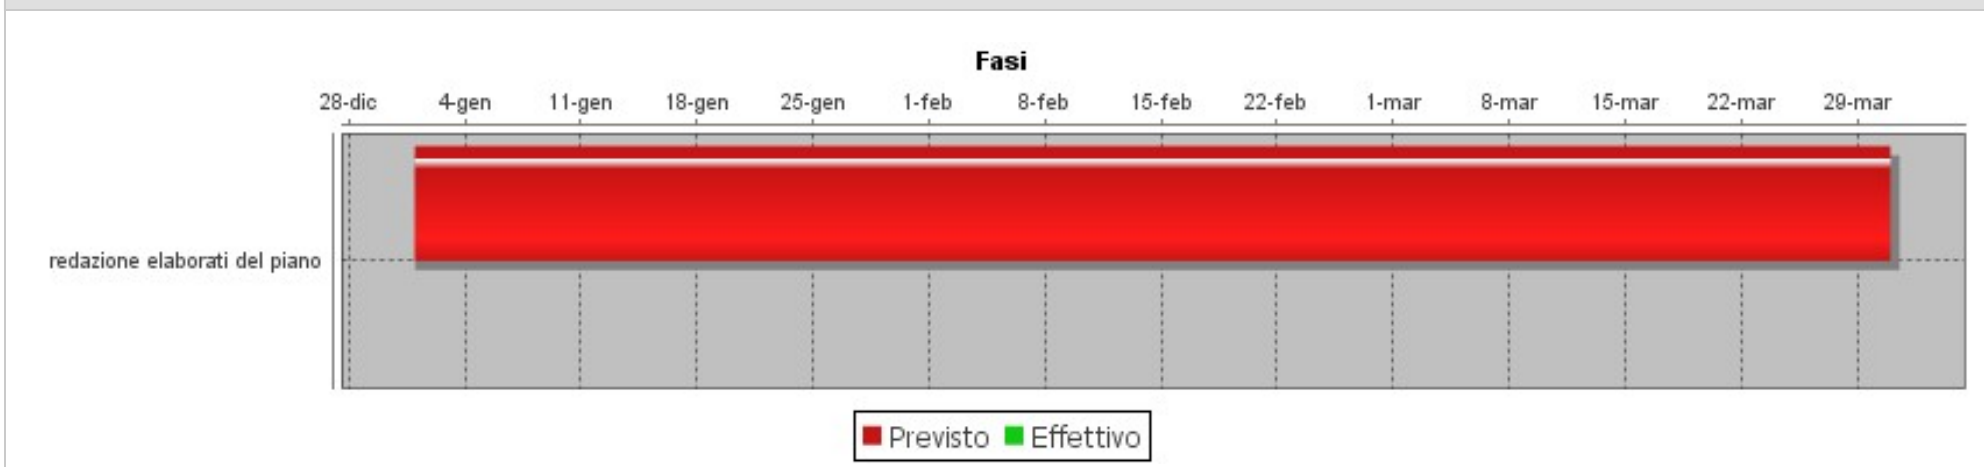 Fasi
28-dic 4-gen 11-gen 18-gen 25-gen 1-feb 8-feb 15-feb 22-feb 1-mar 8-mar 15-mar 22-mar 29-mar
redazione elaborati del piano
Previsto Effettivo